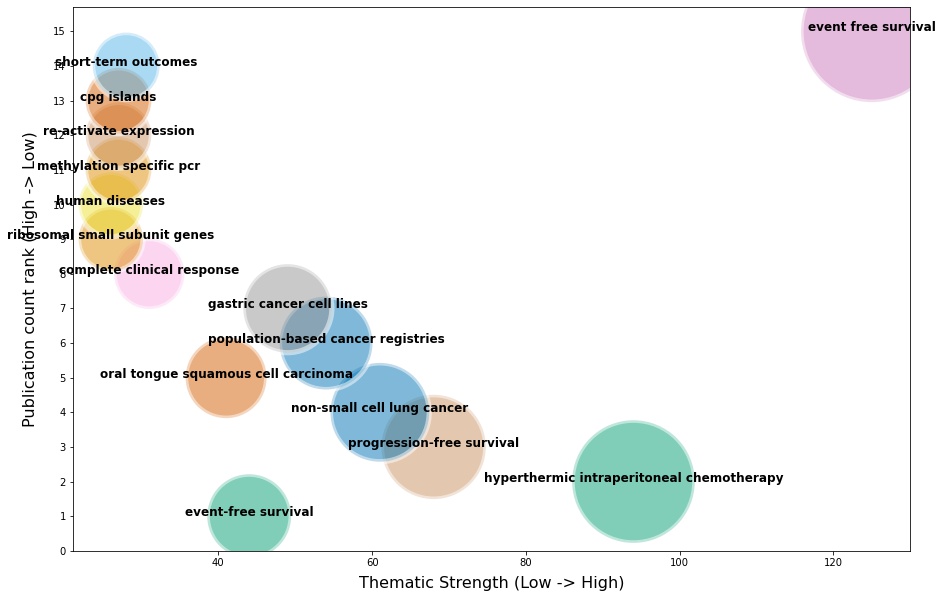 15
event free survival
14
short-term outcomes
13
cpg islands
12
re-activate expression
11
methylation specific pcr
10
human diseases
9
ribosomal small subunit genes
8
complete clinical response
7
gastric cancer cell lines
6
population-based cancer registries
5
oral tongue squamous cell carcinoma
4
non-small cell lung cancer
3
progression-free survival
2
hyperthermic intraperitoneal chemotherapy
1
event-free survival
0
Publication count rank (High -> Low)
40 60 80 100 120
Thematic Strength (Low -> High)